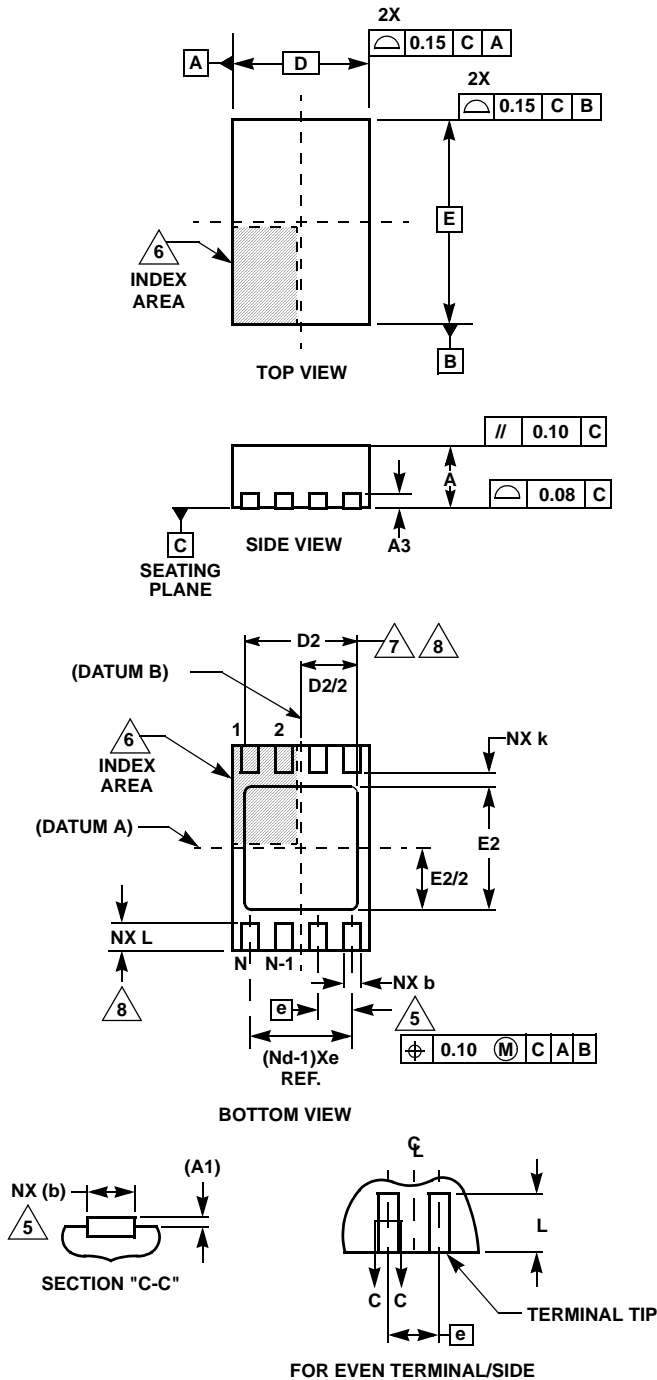 2X
0.15 C A
A D
2X
0.15 C B
E
6
INDEX
AREA
B
TOP VIEW
// 0.10 C
A
0.08 C
A3
C
SIDE VIEW
SEATING
PLANE
D2
7 8
(DATUM B)
D2/2
1 2
6
INDEX
AREA
NX k
(DATUM A)
E2
E2/2
NX L
N N-1
NX b
8
e
5
(Nd-1)Xe
REF.
⌖ 0.10 Ⓜ C A B
BOTTOM VIEW
(A1)
NX (b)
5
SECTION "C-C"
℄
L
C C
TERMINAL TIP
e
FOR EVEN TERMINAL/SIDE